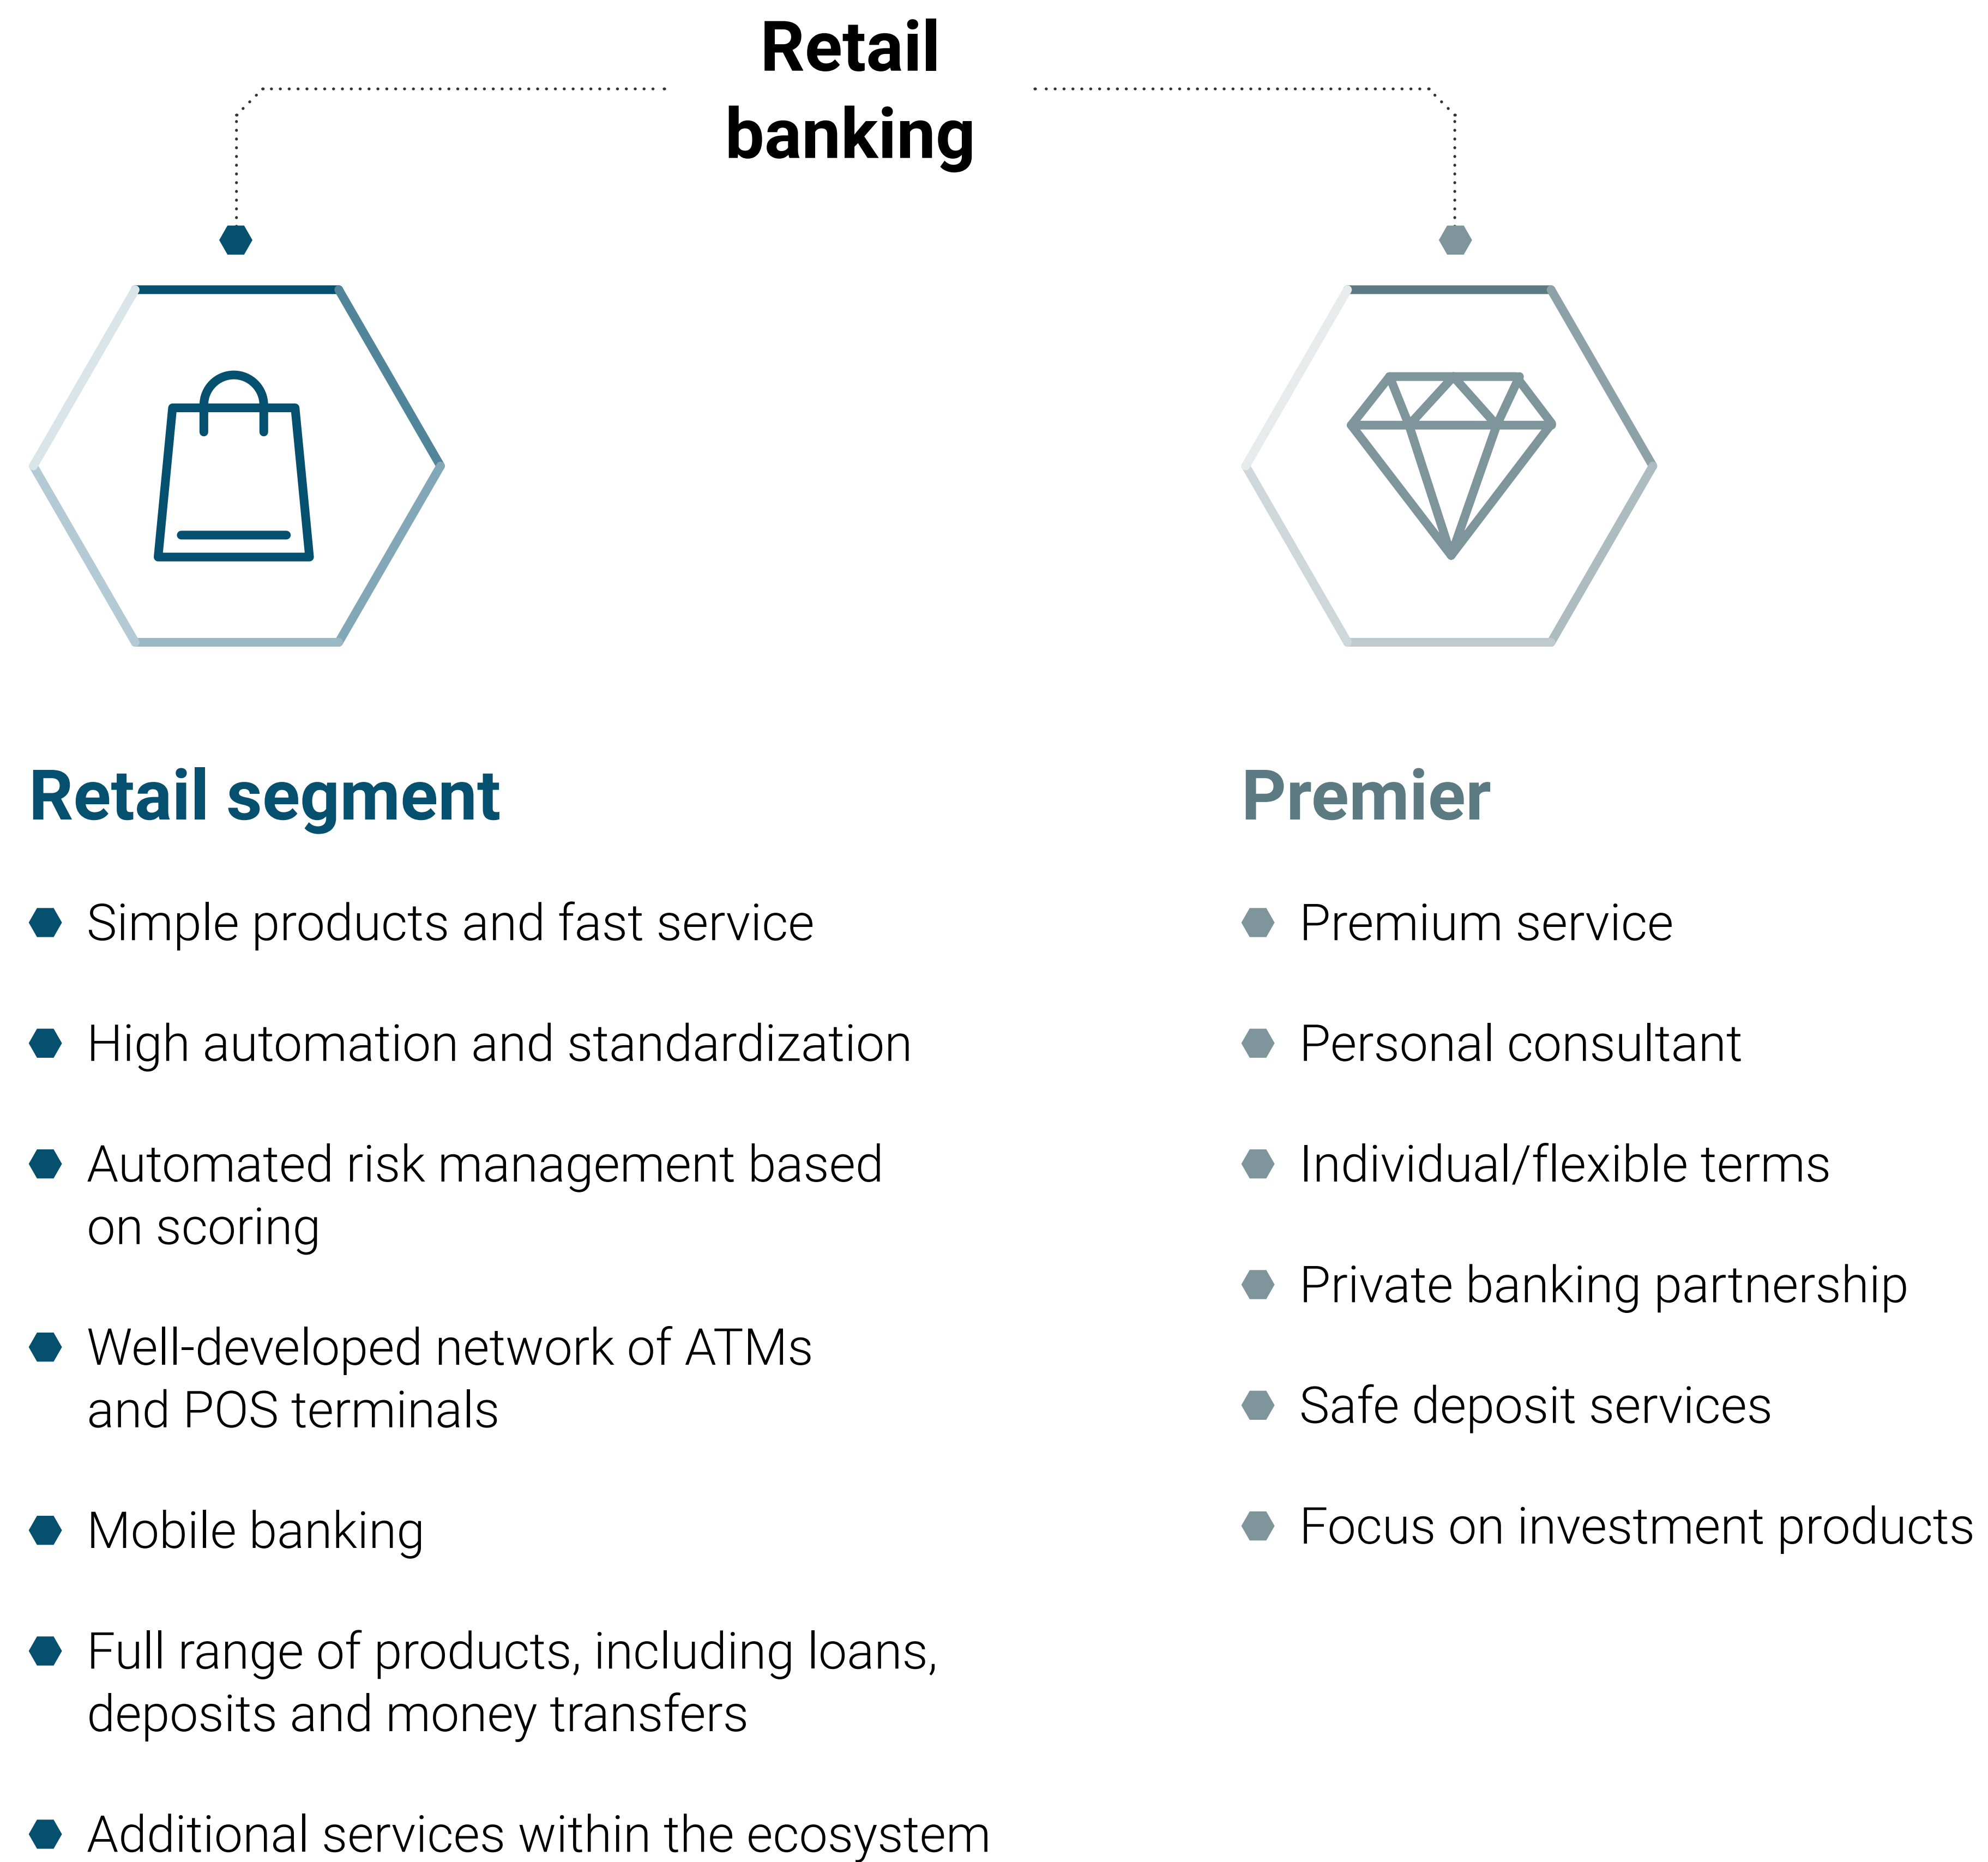 Retail
banking
Retail segment
Simple products and fast service
High automation and standardization
Automated risk management based
on scoring
Well-developed network of ATMs
and POS terminals
Mobile banking
Full range of products, including loans,
deposits and money transfers
Additional services within the ecosystem
Premier
Premium service
Personal consultant
Individual/flexible terms
Private banking partnership
Safe deposit services
Focus on investment products